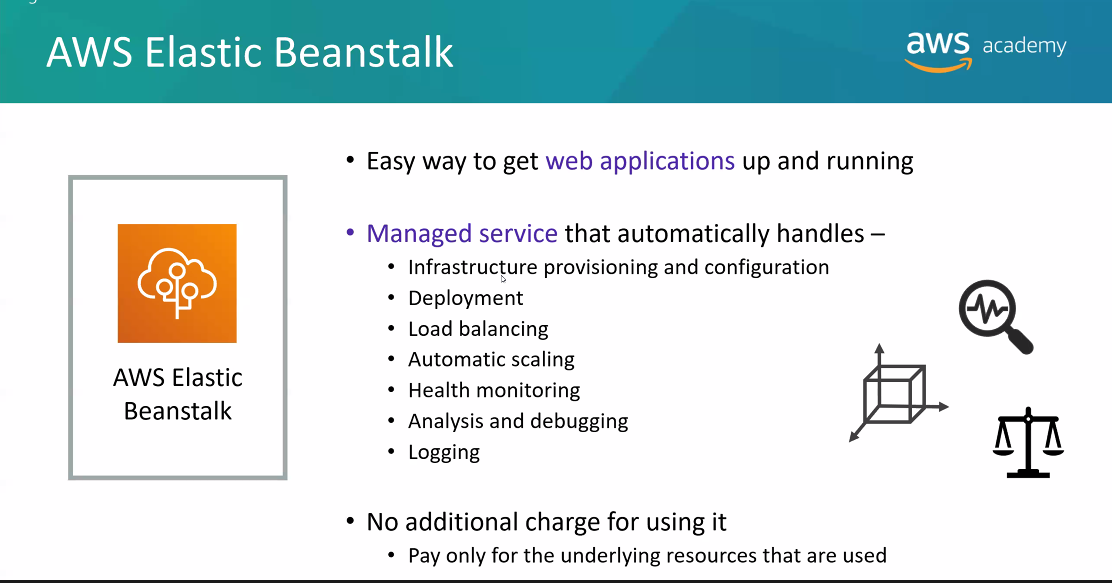 AWS Elastic Beanstalk
aws academy
• Easy way to get web applications up and running
• Managed service that automatically handles –
• Infrastructure provisioning and configuration
• Deployment
• Load balancing
• Automatic scaling
• Health monitoring
• Analysis and debugging
• Logging
AWS Elastic
Beanstalk
• No additional charge for using it
• Pay only for the underlying resources that are used